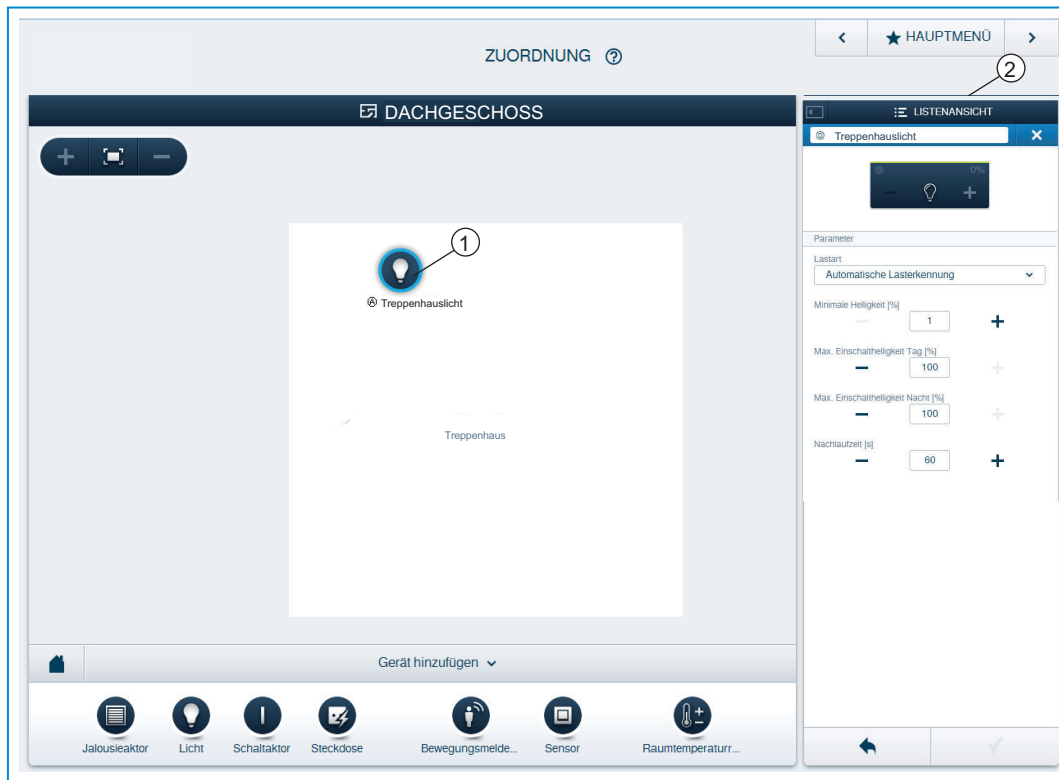 ZUORDNUNG ?
HAUPTMENÜ
2
DACHGESCHOSS
LISTENANSICHT
Treppenhauslicht
0%
1
A Treppenhauslicht
Treppenhaus
Parameter
Lastart
Automatische Lasterkennung
Minimale Helligkeit [%]
1
Max. Einschalthelligkeit Tag [%]
100
Max. Einschalthelligkeit Nacht [%]
100
Nachlaufzeit [s]
60
Gerät hinzufügen
Jalousieaktor
Licht
Schaltaktor
Steckdose
Bewegungsmelde...
Sensor
Raumtemperaturr...